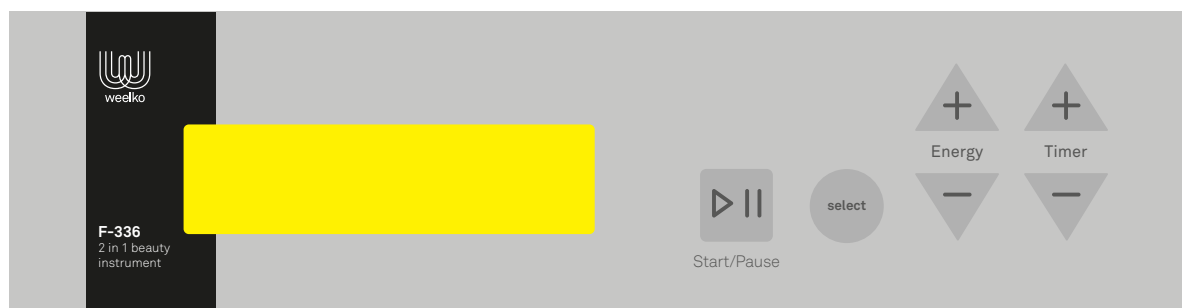 weelko
F-336
2 in 1 beauty
instrument
Start/Pause
select
+
Energy
−
+
Timer
−